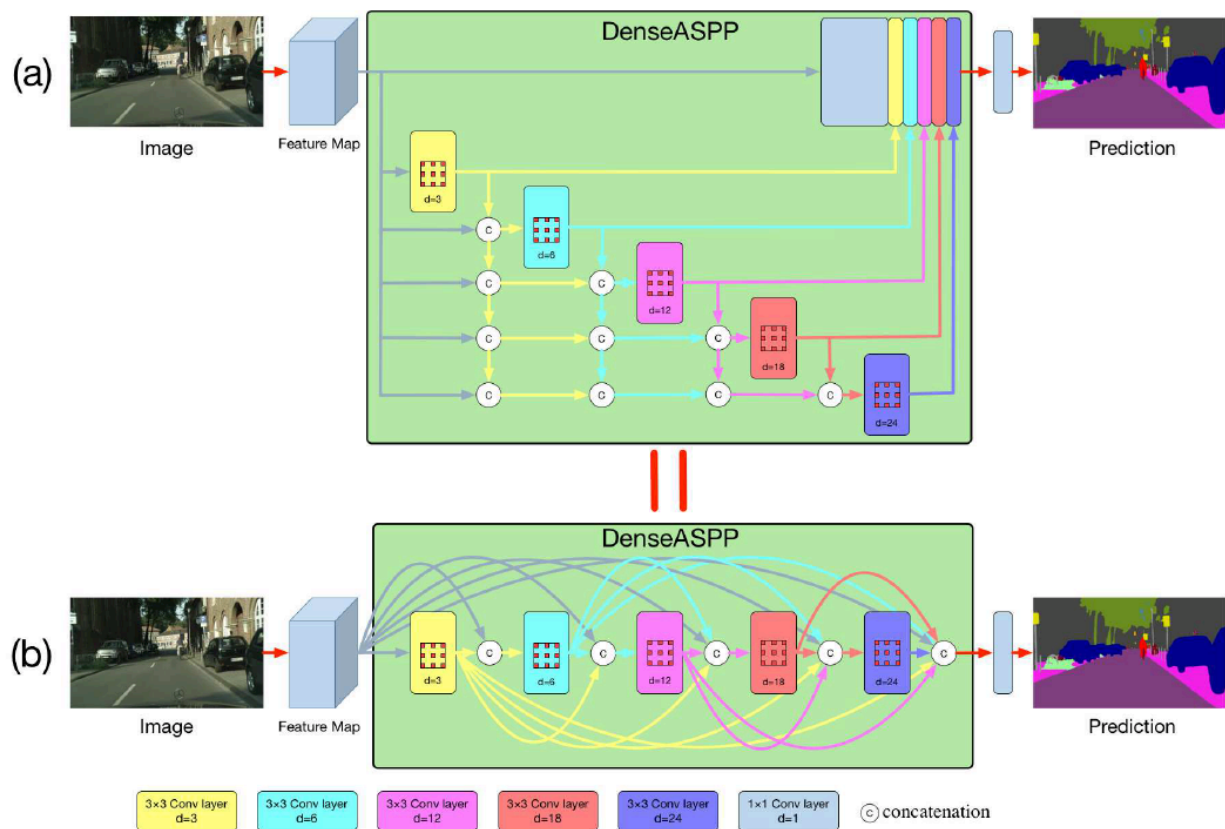 DenseASPP
(a)
Image
Feature Map
Prediction
d=3
c
d=6
c
c
d=12
c
c
c
d=18
c
c
c
c
d=24
DenseASPP
(b)
Image
Feature Map
d=3
c
d=6
c
d=12
c
d=18
c
d=24
c
Prediction
3×3 Conv layer
d=3
3×3 Conv layer
d=6
3×3 Conv layer
d=12
3×3 Conv layer
d=18
3×3 Conv layer
d=24
1×1 Conv layer
d=1
c concatenation